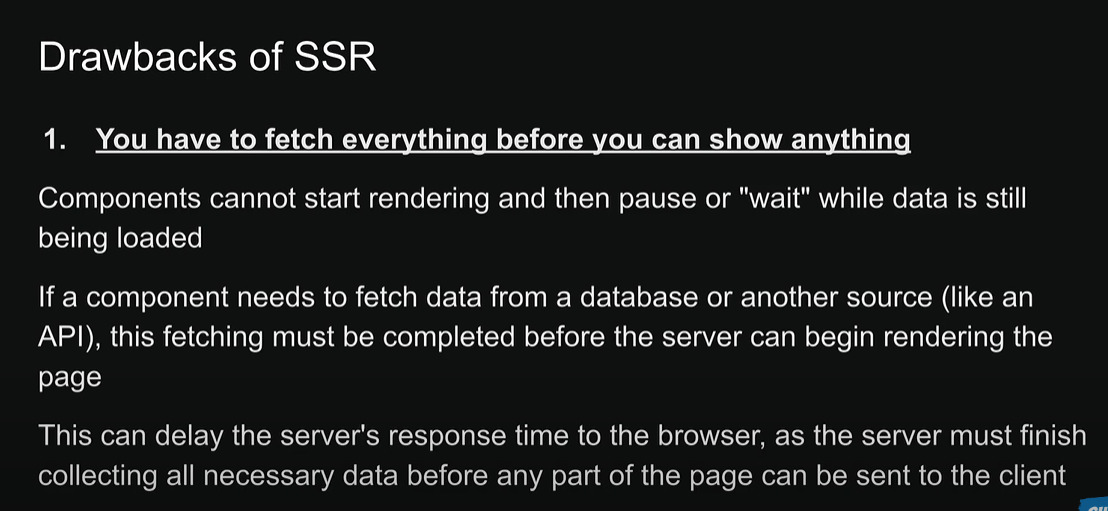 Drawbacks of SSR
1. You have to fetch everything before you can show anything
Components cannot start rendering and then pause or "wait" while data is still
being loaded
If a component needs to fetch data from a database or another source (like an
API), this fetching must be completed before the server can begin rendering the
page
This can delay the server's response time to the browser, as the server must finish
collecting all necessary data before any part of the page can be sent to the client